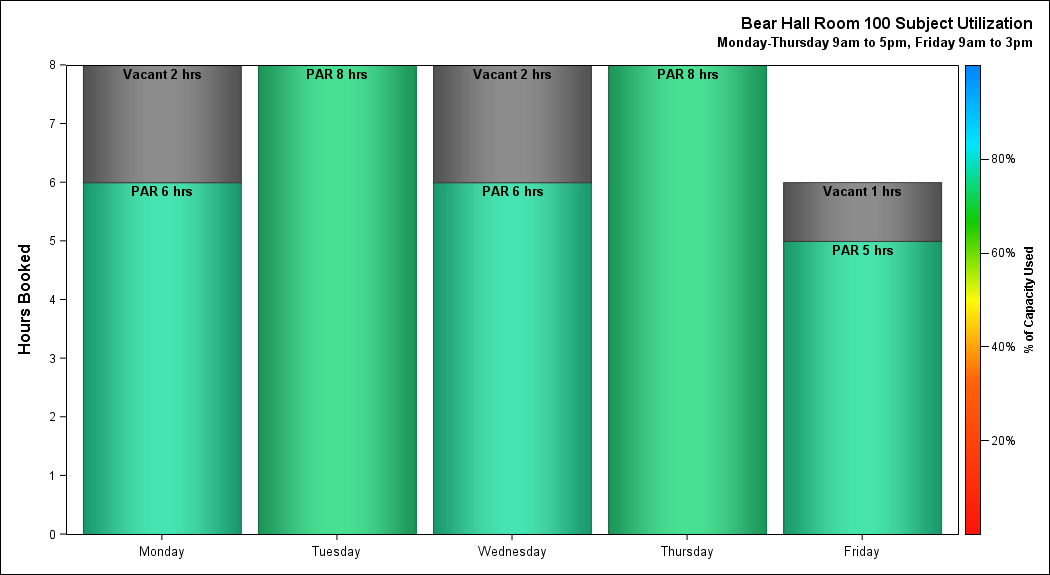 Bear Hall Room 100 Subject Utilization
Monday-Thursday 9am to 5pm, Friday 9am to 3pm
Hours Booked
8
7
6
5
4
3
2
1
0
Vacant 2 hrs
PAR 6 hrs
PAR 8 hrs
Vacant 2 hrs
PAR 6 hrs
PAR 8 hrs
Vacant 1 hrs
PAR 5 hrs
Monday
Tuesday
Wednesday
Thursday
Friday
80%
60%
40%
20%
% of Capacity Used